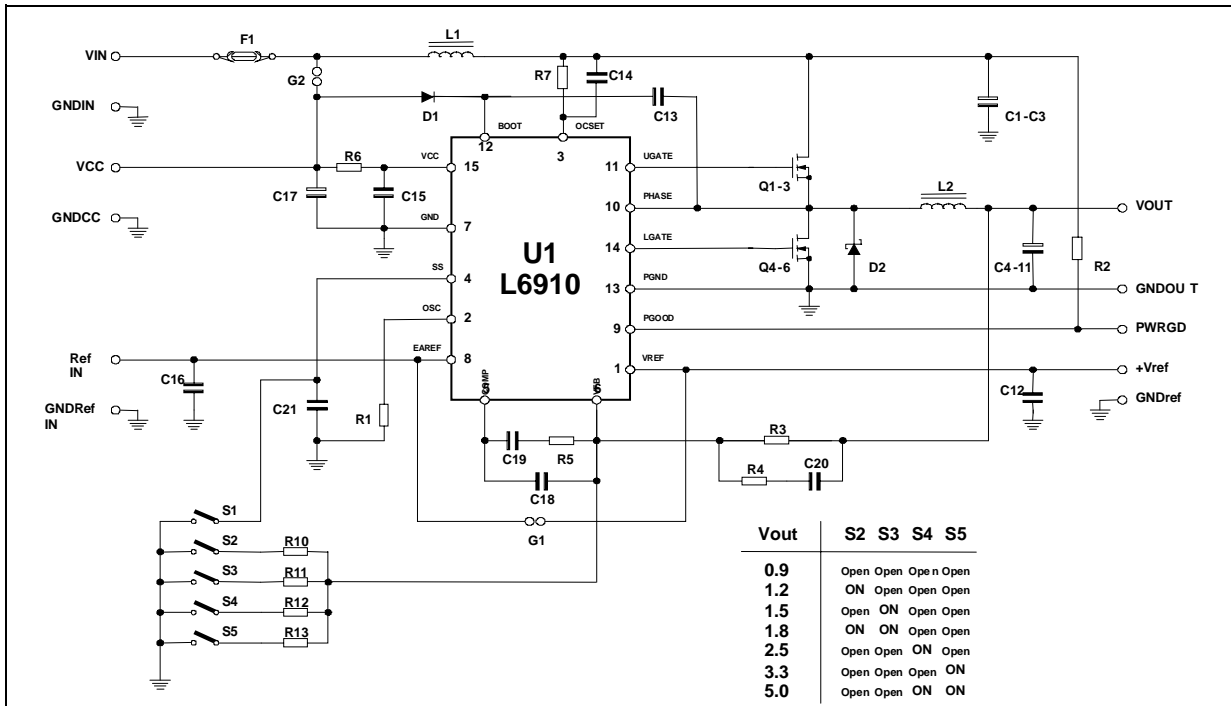 F1
L1
VIN
G2
R7
C14
GNDIN
D1
C13
C1-C3
BOOT
OCSET
12
3
VCC
R6
VCC
15
11
UGATE
Q1-3
L2
C17
C15
10
PHASE
VOUT
GNDCC
GND
7
14
LGATE
U1
L6910
Q4-6
D2
C4-11
R2
SS
4
13
PGND
GNDOU T
OSC
2
9
PGOOD
PWRGD
Ref
IN
EAREF
8
1
VREF
+Vref
C16
C12
GNDRef
IN
C21
R1
GNDref
C19
R5
R3
C18
R4
C20
G1
S1
S2
R10
S3
R11
S4
R12
S5
R13
Vout S2 S3 S4 S5
0.9 Open Open Open Open
1.2 ON Open Open Open
1.5 Open ON Open Open
1.8 ON ON Open Open
2.5 Open Open ON Open
3.3 Open Open Open ON
5.0 Open Open ON ON